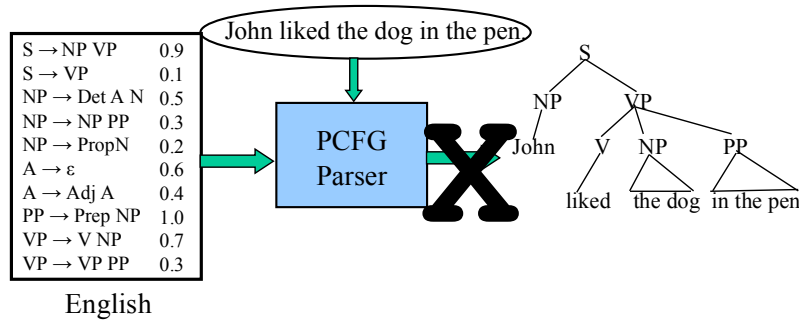 John liked the dog in the pen.
S → NP VP 0.9
S → VP 0.1
NP → Det A N 0.5
NP → NP PP 0.3
NP → PropN 0.2
A → ε 0.6
A → Adj A 0.4
PP → Prep NP 1.0
VP → V NP 0.7
VP → VP PP 0.3
English
PCFG
Parser
X
S
NP VP
John V NP PP
liked the dog in the pen